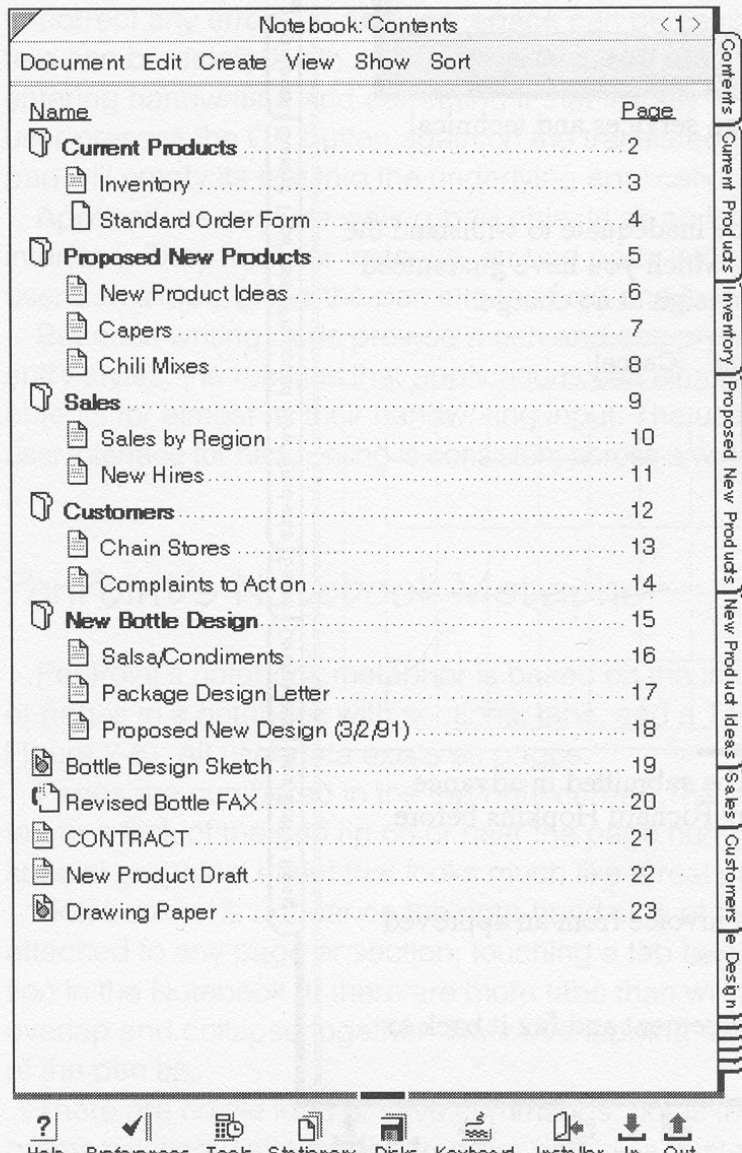 Notebook: Contents <1>
Document Edit Create View Show Sort
Name Page
Current Products 2
Inventory 3
Standard Order Form 4
Proposed New Products 5
New Product Ideas 6
Capers 7
Chili Mixes 8
Sales 9
Sales by Region 10
New Hires 11
Customers 12
Chain Stores 13
Complaints to Act on 14
New Bottle Design 15
Salsa/Condiments 16
Package Design Letter 17
Proposed New Design (3/2/91) 18
Bottle Design Sketch 19
Revised Bottle FAX 20
CONTRACT 21
New Product Draft 22
Drawing Paper 23
Contents
Current Products
Inventory
Proposed New Products
New Product Ideas
Sales
Customers
le Design
Help Preferences Tools Stationery Disks Keyboard Installer In Out